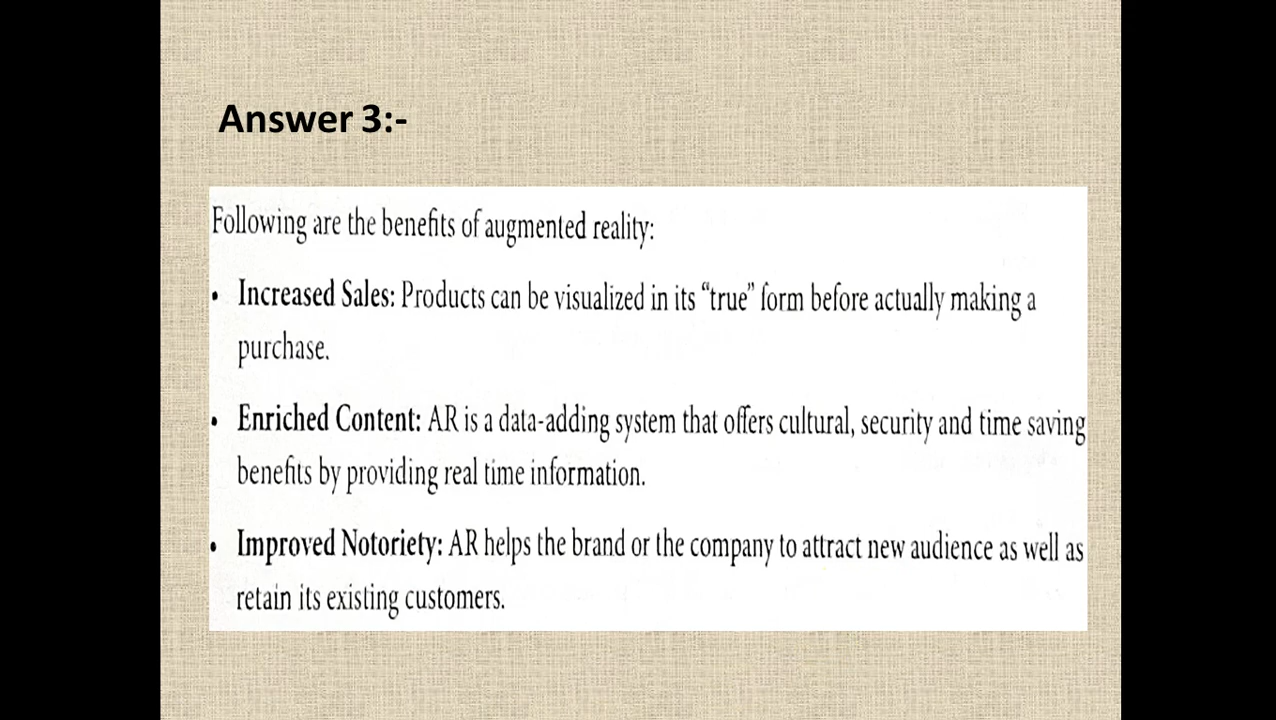 Answer 3:-
Following are the benefits of augmented reality:
• Increased Sales: Products can be visualized in its “true” form before actually making a
purchase.
• Enriched Content: AR is a data-adding system that offers cultural, security and time saving
benefits by providing real time information.
• Improved Notoriety: AR helps the brand or the company to attract new audience as well as
retain its existing customers.